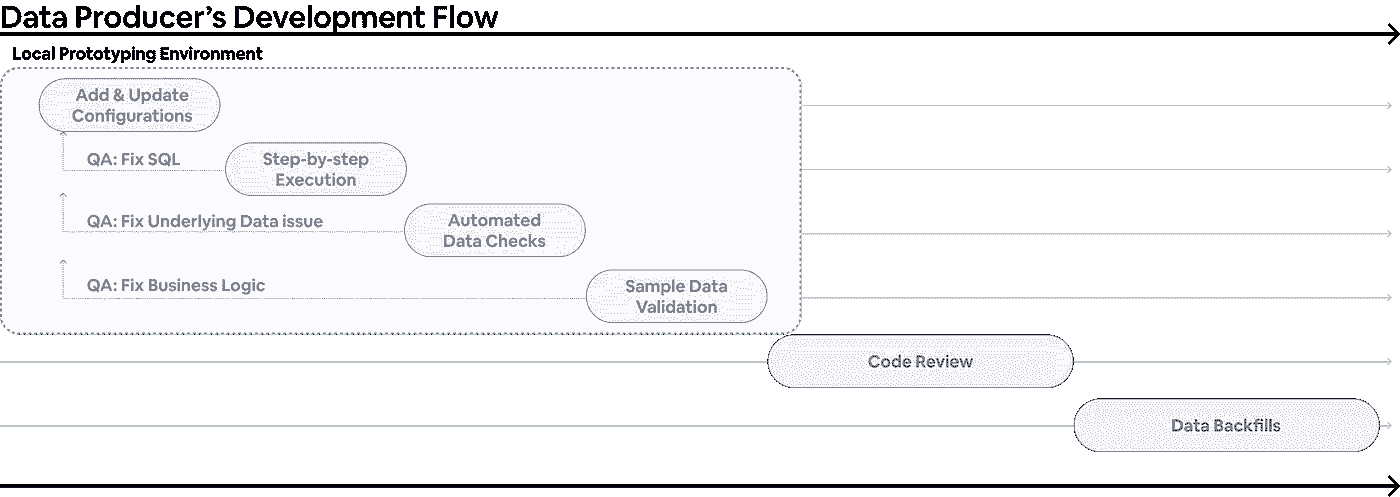 Data Producer’s Development Flow
Local Prototyping Environment
Add & Update
Configurations
QA: Fix SQL
Step-by-step
Execution
QA: Fix Underlying Data issue
Automated
Data Checks
QA: Fix Business Logic
Sample Data
Validation
Code Review
Data Backfills